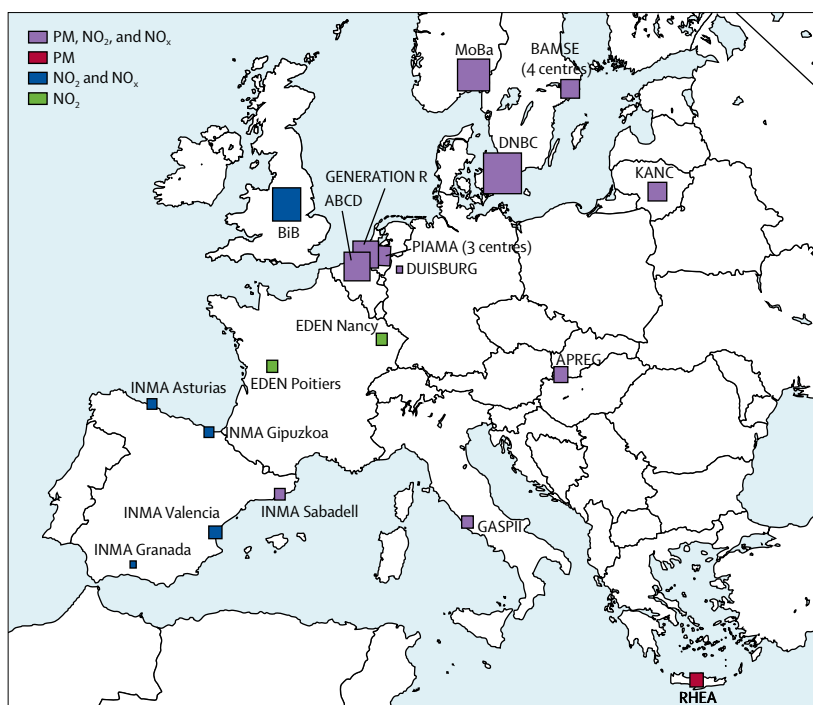 PM, NO₂, and NOₓ
PM
NO₂ and NOₓ
NO₂
MoBa
BAMSE
(4 centres)
DNBC
KANC
GENERATION R
ABCD
BiB
PIAMA (3 centres)
DUISBURG
EDEN Nancy
APREG
EDEN Poitiers
INMA Asturias
INMA Gipuzkoa
INMA Valencia
INMA Sabadell
GASPII
INMA Granada
RHEA